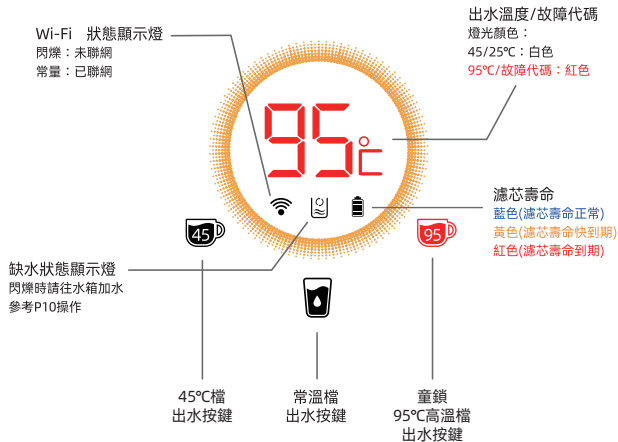 Wi-Fi 狀態顯示燈
閃爍：未聯網
常量：已聯網
出水溫度/故障代碼
燈光顏色：
45/25℃：白色
95℃/故障代碼：紅色
95℃
濾芯壽命
藍色(濾芯壽命正常)
黃色(濾芯壽命快到期)
紅色(濾芯壽命到期)
45
95
缺水狀態顯示燈
閃爍時請往水箱加水
參考P10操作
45℃檔
出水按鍵
常溫檔
出水按鍵
童鎖
95℃高溫檔
出水按鍵